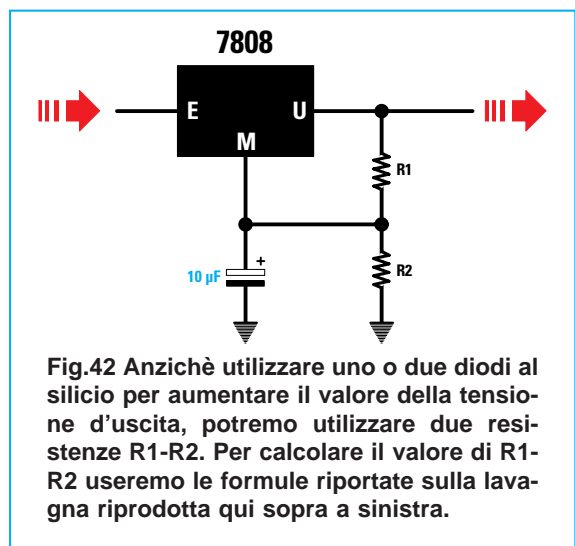 7808
E U
M
R1
10 µF +
R2
Fig.42 Anzichè utilizzare uno o due diodi al
silicio per aumentare il valore della tensio-
ne d'uscita, potremo utilizzare due resi-
stenze R1-R2. Per calcolare il valore di R1-
R2 useremo le formule riportate sulla lava-
gna riprodotta qui sopra a sinistra.